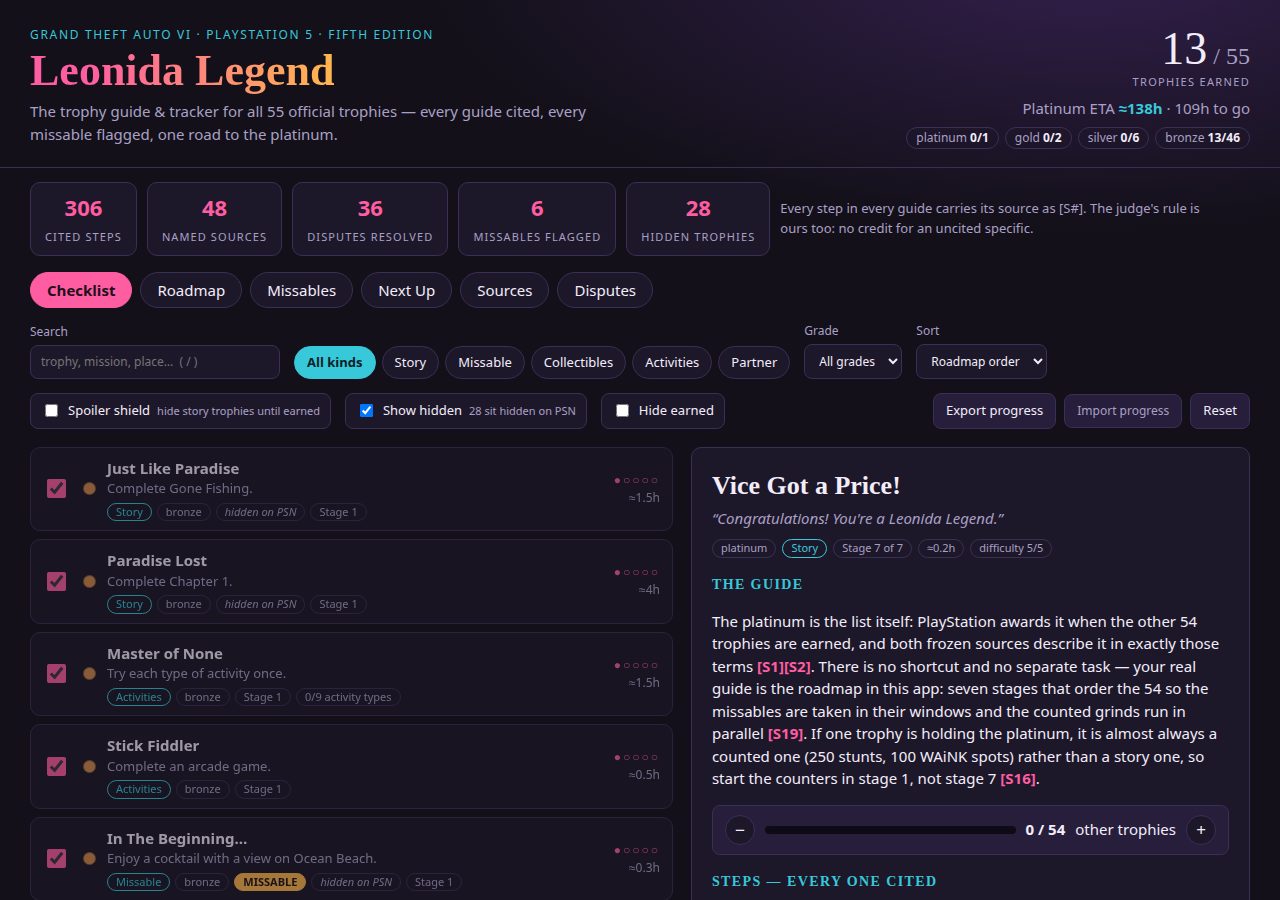 GRAND THEFT AUTO VI · PLAYSTATION 5 · FIFTH EDITION
Leonida Legend
The trophy guide & tracker for all 55 official trophies — every guide cited, every
missable flagged, one road to the platinum.
13 / 55
TROPHIES EARNED
Platinum ETA ≈138h · 109h to go
platinum 0/1 gold 0/2 silver 0/6 bronze 13/46
306
CITED STEPS
48
NAMED SOURCES
36
DISPUTES RESOLVED
6
MISSABLES FLAGGED
28
HIDDEN TROPHIES
Every step in every guide carries its source as [S#]. The judge's rule is
ours too: no credit for an uncited specific.
Checklist Roadmap Missables Next Up Sources Disputes
Search
trophy, mission, place... ( / )
All kinds Story Missable Collectibles Activities Partner
Grade
All grades
Sort
Roadmap order
Spoiler shield hide story trophies until earned
Show hidden 28 sit hidden on PSN
Hide earned
Export progress Import progress Reset
Just Like Paradise
Complete Gone Fishing.
Story bronze hidden on PSN Stage 1
●○○○○
≈1.5h
Paradise Lost
Complete Chapter 1.
Story bronze hidden on PSN Stage 1
●○○○○
≈4h
Master of None
Try each type of activity once.
Activities bronze Stage 1 0/9 activity types
●○○○○
≈1.5h
Stick Fiddler
Complete an arcade game.
Activities bronze Stage 1
●○○○○
≈0.5h
In The Beginning...
Enjoy a cocktail with a view on Ocean Beach.
Missable bronze MISSABLE hidden on PSN Stage 1
●○○○○
≈0.3h
Vice Got a Price!
“Congratulations! You're a Leonida Legend.”
platinum Story Stage 7 of 7 ≈0.2h difficulty 5/5
THE GUIDE
The platinum is the list itself: PlayStation awards it when the other 54
trophies are earned, and both frozen sources describe it in exactly those
terms [S1][S2]. There is no shortcut and no separate task — your real
guide is the roadmap in this app: seven stages that order the 54 so the
missables are taken in their windows and the counted grinds run in
parallel [S19]. If one trophy is holding the platinum, it is almost always a
counted one (250 stunts, 100 WAiNK spots) rather than a story one, so
start the counters in stage 1, not stage 7 [S16].
− 0 / 54 other trophies +
STEPS — EVERY ONE CITED